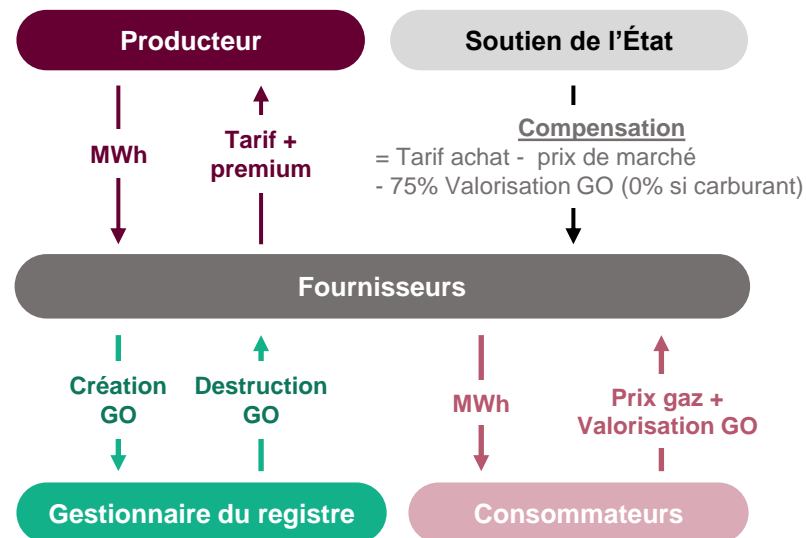 Producteur
Soutien de l'État
MWh
Tarif +
premium
Compensation
= Tarif achat - prix de marché
- 75% Valorisation GO (0% si carburant)
Fournisseurs
Création
GO
Destruction
GO
MWh
Prix gaz +
Valorisation GO
Gestionnaire du registre
Consommateurs